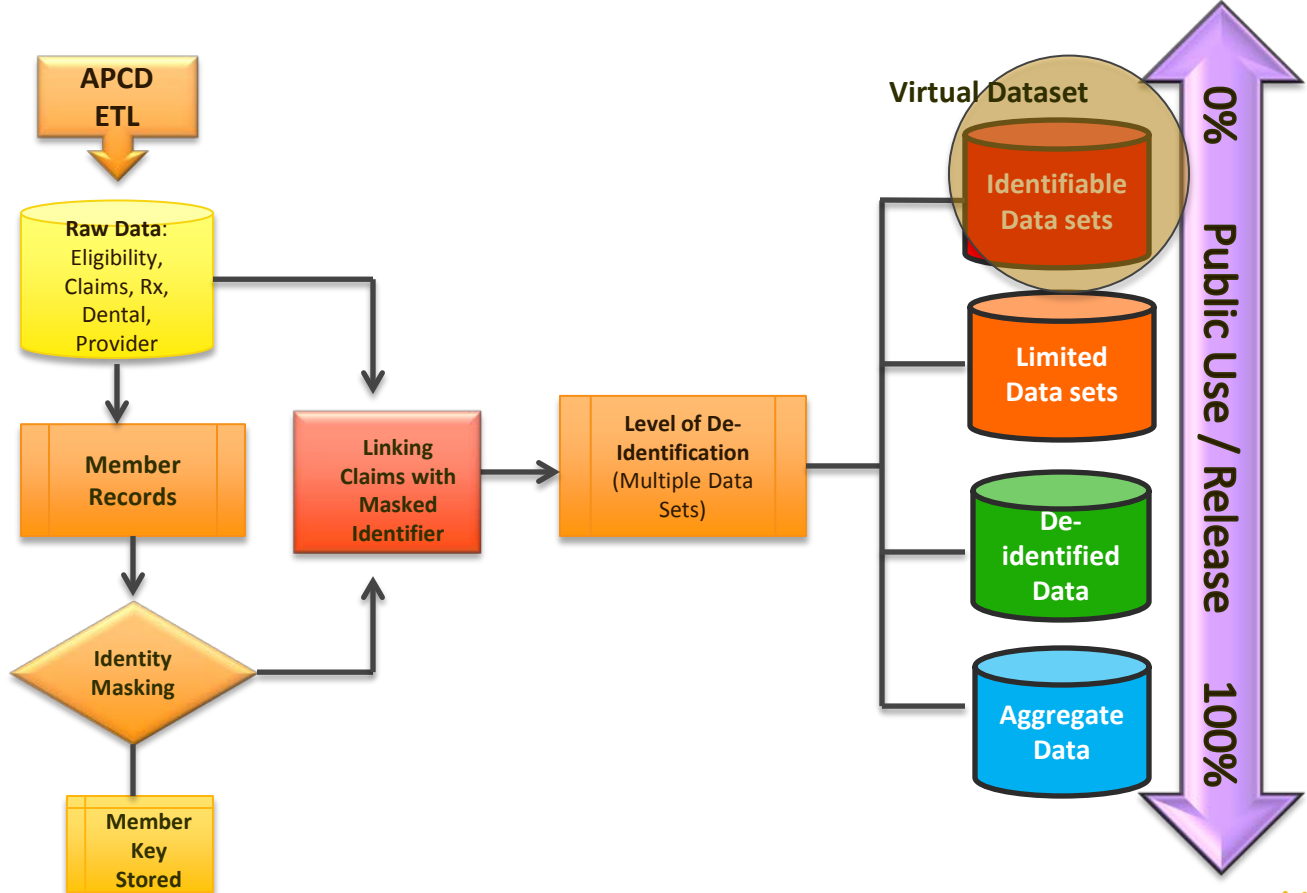 APCD
ETL
Raw Data:
Eligibility,
Claims, Rx,
Dental,
Provider
Member
Records
Identity
Masking
Member
Key
Stored
Linking
Claims with
Masked
Identifier
Level of De-
Identification
(Multiple Data
Sets)
Virtual Dataset
Identifiable
Data sets
Limited
Data sets
De-
identified
Data
Aggregate
Data
0% Public Use / Release 100%